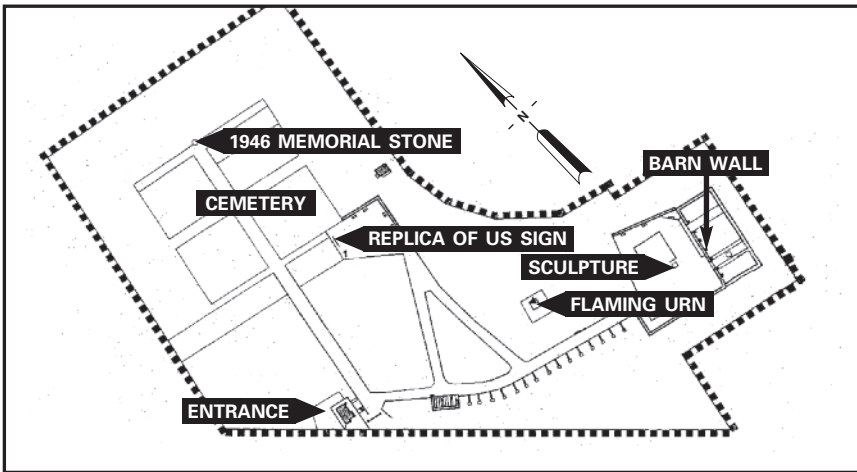 N
1946 MEMORIAL STONE
BARN WALL
CEMETERY
REPLICA OF US SIGN
SCULPTURE
FLAMING URN
ENTRANCE